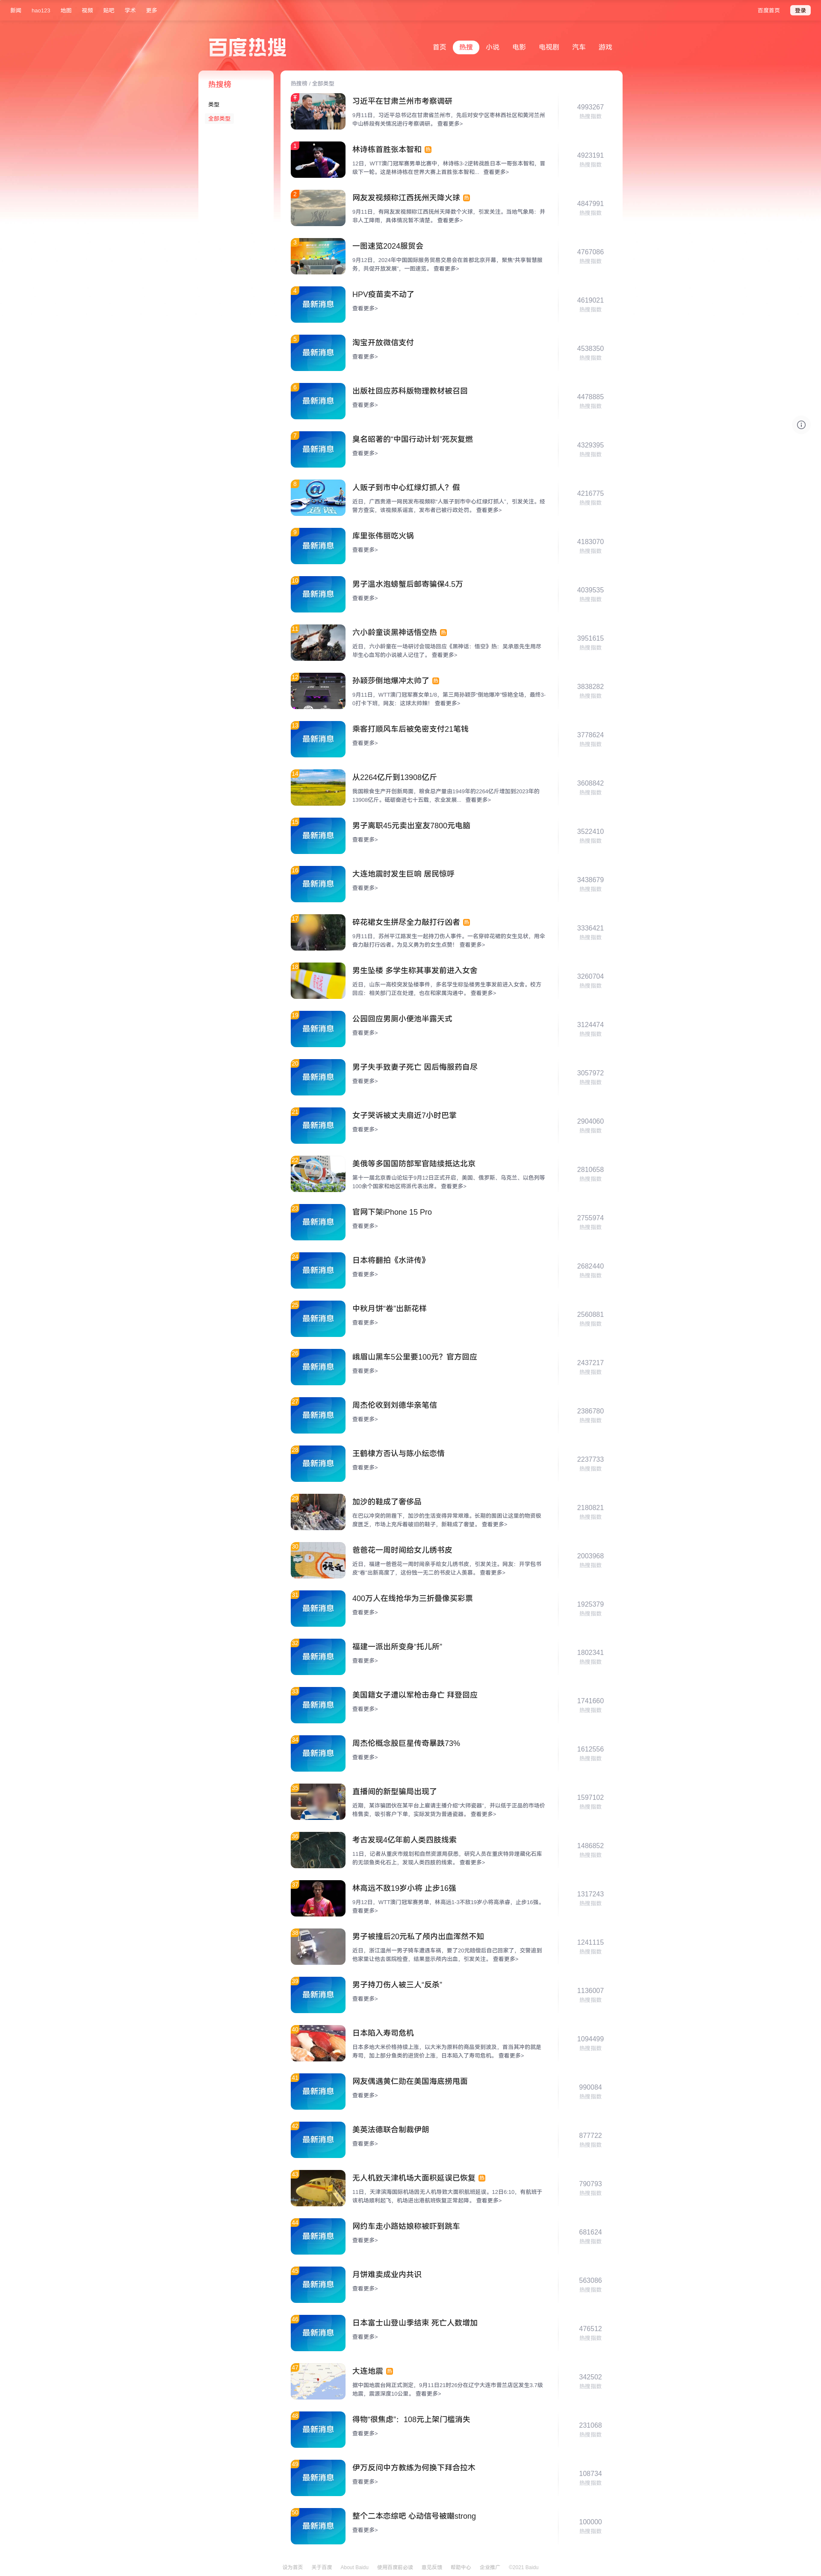 新闻 hao123 地图 视频 贴吧 学术 更多 百度首页 登录
百度热搜 首页 热搜 小说 电影 电视剧 汽车 游戏
热搜榜
类型
全部类型
热搜榜 / 全部类型
习近平在甘肃兰州市考察调研
9月11日，习近平总书记在甘肃省兰州市，先后对安宁区枣林西社区和黄河兰州
中山桥段有关情况进行考察调研。 查看更多>
4993267
热搜指数
1
林诗栋首胜张本智和 热
12日，WTT澳门冠军赛男单比赛中，林诗栋3-2逆转战胜日本一哥张本智和，晋
级下一轮。这是林诗栋在世界大赛上首胜张本智和... 查看更多>
4923191
热搜指数
2
网友发视频称江西抚州天降火球 热
9月11日，有网友发视频称江西抚州天降数个火球，引发关注。当地气象局：并
非人工降雨，具体情况暂不清楚。 查看更多>
4847991
热搜指数
3
一图速览2024服贸会
9月12日，2024年中国国际服务贸易交易会在首都北京开幕，聚焦“共享智慧服
务，共促开放发展”，一图速览。 查看更多>
4767086
热搜指数
4
最新消息
HPV疫苗卖不动了
查看更多>
4619021
热搜指数
5
最新消息
淘宝开放微信支付
查看更多>
4538350
热搜指数
6
最新消息
出版社回应苏科版物理教材被召回
查看更多>
4478885
热搜指数
7
最新消息
臭名昭著的“中国行动计划”死灰复燃
查看更多>
4329395
热搜指数
8
人贩子到市中心红绿灯抓人？假
近日，广西贵港一网民发布视频称“人贩子到市中心红绿灯抓人”，引发关注。经
警方查实，该视频系谣言，发布者已被行政处罚。 查看更多>
4216775
热搜指数
9
最新消息
库里张伟丽吃火锅
查看更多>
4183070
热搜指数
10
最新消息
男子温水泡螃蟹后邮寄骗保4.5万
查看更多>
4039535
热搜指数
11
六小龄童谈黑神话悟空热 热
近日，六小龄童在一场研讨会现场回应《黑神话：悟空》热：吴承恩先生竭尽
毕生心血写的小说被人记住了。 查看更多>
3951615
热搜指数
12
孙颖莎倒地爆冲太帅了 热
9月11日，WTT澳门冠军赛女单1/8，第三局孙颖莎“倒地爆冲”惊艳全场，最终3-
0打卡下班，网友：这球太帅辣！ 查看更多>
3838282
热搜指数
13
最新消息
乘客打顺风车后被免密支付21笔钱
查看更多>
3778624
热搜指数
14
从2264亿斤到13908亿斤
我国粮食生产开创新局面，粮食总产量由1949年的2264亿斤增加到2023年的
13908亿斤。砥砺奋进七十五载，农业发展... 查看更多>
3608842
热搜指数
15
最新消息
男子离职45元卖出室友7800元电脑
查看更多>
3522410
热搜指数
16
最新消息
大连地震时发生巨响 居民惊呼
查看更多>
3438679
热搜指数
17
碎花裙女生拼尽全力敲打行凶者 热
9月11日，苏州平江路发生一起持刀伤人事件。一名穿碎花裙的女生见状，用伞
奋力敲打行凶者。为见义勇为的女生点赞！ 查看更多>
3336421
热搜指数
18
男生坠楼 多学生称其事发前进入女舍
近日，山东一高校突发坠楼事件，多名学生称坠楼男生事发前进入女舍。校方
回应：相关部门正在处理，也在和家属沟通中。 查看更多>
3260704
热搜指数
19
最新消息
公园回应男厕小便池半露天式
查看更多>
3124474
热搜指数
20
最新消息
男子失手致妻子死亡 因后悔服药自尽
查看更多>
3057972
热搜指数
21
最新消息
女子哭诉被丈夫扇近7小时巴掌
查看更多>
2904060
热搜指数
22
美俄等多国国防部军官陆续抵达北京
第十一届北京香山论坛于9月12日正式开启，美国、俄罗斯、乌克兰、以色列等
100余个国家和地区将派代表出席。 查看更多>
2810658
热搜指数
23
最新消息
官网下架iPhone 15 Pro
查看更多>
2755974
热搜指数
24
最新消息
日本将翻拍《水浒传》
查看更多>
2682440
热搜指数
25
最新消息
中秋月饼“卷”出新花样
查看更多>
2560881
热搜指数
26
最新消息
峨眉山黑车5公里要100元？官方回应
查看更多>
2437217
热搜指数
27
最新消息
周杰伦收到刘德华亲笔信
查看更多>
2386780
热搜指数
28
最新消息
王鹤棣方否认与陈小纭恋情
查看更多>
2237733
热搜指数
29
加沙的鞋成了奢侈品
在巴以冲突的阴霾下，加沙的生活变得异常艰难。长期的围困让这里的物资极
度匮乏，市场上充斥着破旧的鞋子，新鞋成了奢望。 查看更多>
2180821
热搜指数
30
爸爸花一周时间给女儿绣书皮
近日，福建一爸爸花一周时间亲手给女儿绣书皮，引发关注。网友：开学包书
皮“卷”出新高度了，这份独一无二的书皮让人羡慕。 查看更多>
2003968
热搜指数
31
最新消息
400万人在线抢华为三折叠像买彩票
查看更多>
1925379
热搜指数
32
最新消息
福建一派出所变身“托儿所”
查看更多>
1802341
热搜指数
33
最新消息
美国籍女子遭以军枪击身亡 拜登回应
查看更多>
1741660
热搜指数
34
最新消息
周杰伦概念股巨星传奇暴跌73%
查看更多>
1612556
热搜指数
35
直播间的新型骗局出现了
近期，某诈骗团伙在某平台上邀请主播介绍“大师瓷器”，并以低于正品的市场价
格售卖，吸引客户下单，实际发货为普通瓷器。 查看更多>
1597102
热搜指数
36
考古发现4亿年前人类四肢线索
11日，记者从重庆市规划和自然资源局获悉，研究人员在重庆特异埋藏化石库
的无颌鱼类化石上，发现人类四肢的线索。 查看更多>
1486852
热搜指数
37
林高远不敌19岁小将 止步16强
9月12日，WTT澳门冠军赛男单，林高远1-3不敌19岁小将高承睿，止步16强。
查看更多>
1317243
热搜指数
38
男子被撞后20元私了颅内出血浑然不知
近日，浙江温州一男子骑车遭遇车祸，要了20元赔偿后自己回家了，交警追到
他家里让他去医院检查，结果显示颅内出血，引发关注。 查看更多>
1241115
热搜指数
39
最新消息
男子持刀伤人被三人“反杀”
查看更多>
1136007
热搜指数
40
日本陷入寿司危机
日本多地大米价格持续上涨，以大米为原料的商品受到波及，首当其冲的就是
寿司，加上部分鱼类的进货价上涨，日本陷入了寿司危机。 查看更多>
1094499
热搜指数
41
最新消息
网友偶遇黄仁勋在美国海底捞甩面
查看更多>
990084
热搜指数
42
最新消息
美英法德联合制裁伊朗
查看更多>
877722
热搜指数
43
无人机致天津机场大面积延误已恢复 热
11日，天津滨海国际机场因无人机导致大面积航班延误。12日6:10，有航班于
该机场顺利起飞，机场进出港航班恢复正常起降。 查看更多>
790793
热搜指数
44
最新消息
网约车走小路姑娘称被吓到跳车
查看更多>
681624
热搜指数
45
最新消息
月饼难卖成业内共识
查看更多>
563086
热搜指数
46
最新消息
日本富士山登山季结束 死亡人数增加
查看更多>
476512
热搜指数
47
大连地震 热
据中国地震台网正式测定，9月11日21时26分在辽宁大连市普兰店区发生3.7级
地震，震源深度10公里。 查看更多>
342502
热搜指数
48
最新消息
得物“很焦虑”：108元上架门槛消失
查看更多>
231068
热搜指数
49
最新消息
伊万反问中方教练为何换下拜合拉木
查看更多>
108734
热搜指数
50
最新消息
整个二本恋综吧 心动信号被嘲strong
查看更多>
100000
热搜指数
设为首页 关于百度 About Baidu 使用百度前必读 意见反馈 帮助中心 企业推广 ©2021 Baidu